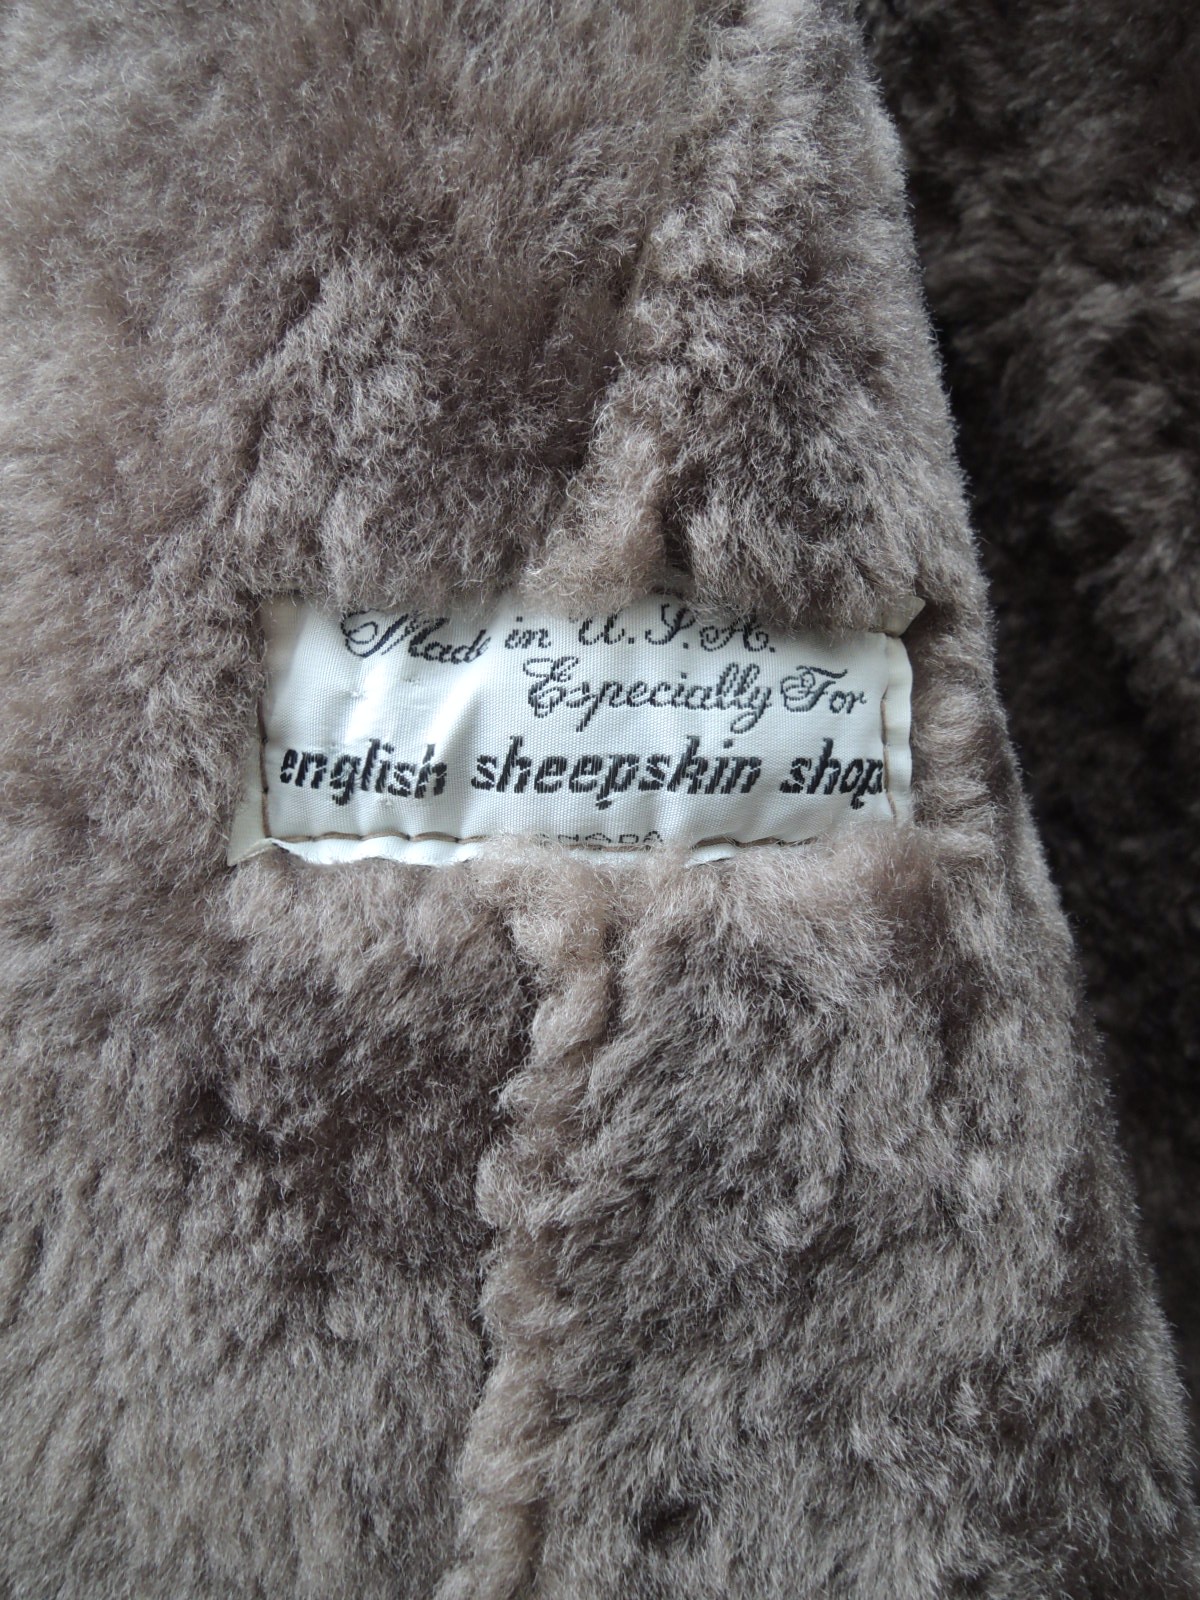 Made in U.S.A.
Especially For
english sheepskin shop